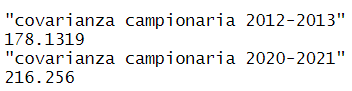 "covarianza campionaria 2012-2013"
178.1319
"covarianza campionaria 2020-2021"
216.256